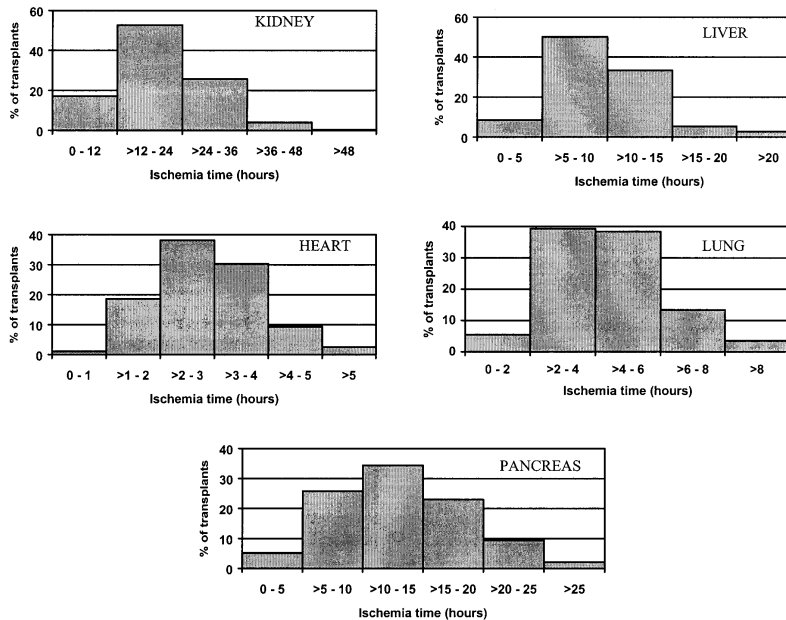 KIDNEY
% of transplants
60
40
20
0
0 - 12 >12 - 24 >24 - 36 >36 - 48 >48
Ischemia time (hours)
LIVER
% of transplants
60
40
20
0
0 - 5 >5 - 10 >10 - 15 >15 - 20 >20
Ischemia time (hours)
HEART
% of transplants
40
30
20
10
0
0 - 1 >1 - 2 >2 - 3 >3 - 4 >4 - 5 >5
Ischemia time (hours)
LUNG
% of transplants
40
30
20
10
0
0 - 2 >2 - 4 >4 - 6 >6 - 8 >8
Ischemia time (hours)
PANCREAS
% of transplants
40
30
20
10
0
0 - 5 >5 - 10 >10 - 15 >15 - 20 >20 - 25 >25
Ischemia time (hours)